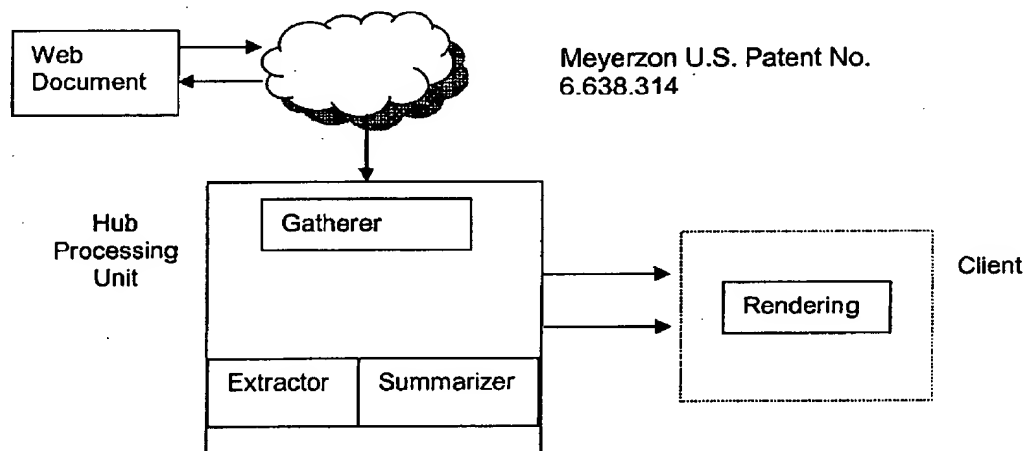 Web
Document
Meyerzon U.S. Patent No.
6.638.314
Hub
Processing
Unit
Gatherer
Client
Rendering
Extractor
Summarizer